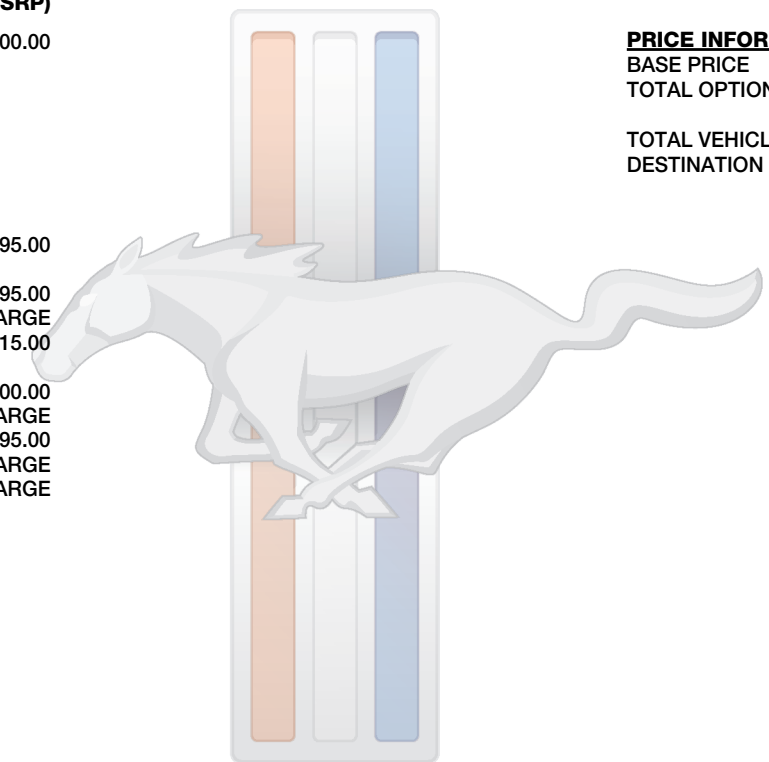 SRP)
00.00
95.00
95.00
ARGE
15.00
00.00
ARGE
95.00
ARGE
ARGE
PRICE INFOR
BASE PRICE
TOTAL OPTION
TOTAL VEHICL
DESTINATION